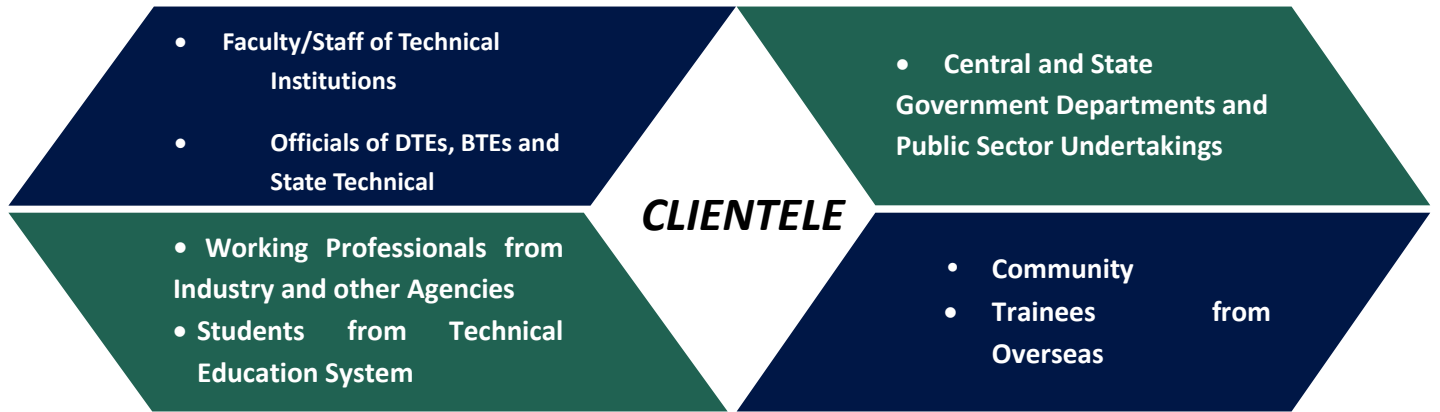 • Faculty/Staff of Technical
Institutions
• Officials of DTEs, BTEs and
State Technical
• Central and State
Government Departments and
Public Sector Undertakings
CLIENTELE
• Working Professionals from
Industry and other Agencies
• Students from Technical
Education System
• Community
• Trainees from
Overseas